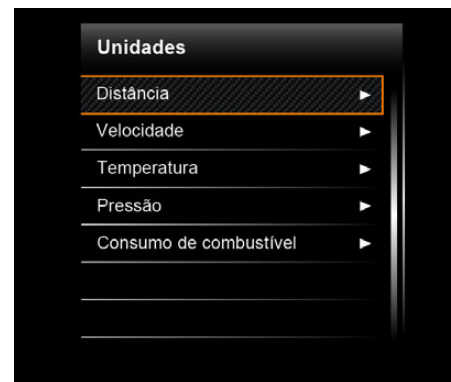 Unidades
Distância
Velocidade
Temperatura
Pressão
Consumo de combustível